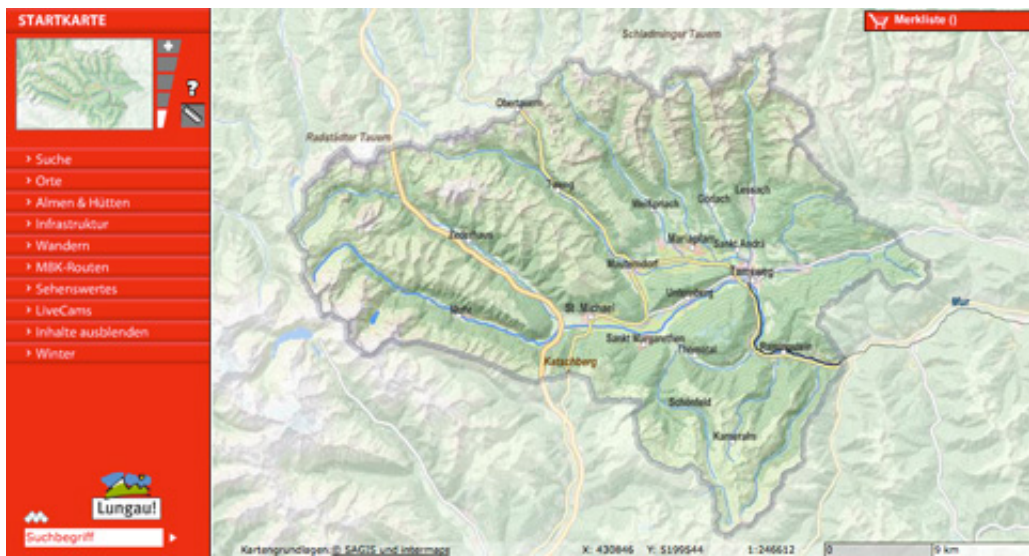 STARTKARTE
?
› Suche
› Orte
› Almen & Hütten
› Infrastruktur
› Wandern
› MBK-Routen
› Sehenswertes
› LiveCams
› Inhalte ausblenden
› Winter
Lungau!
Suchbegriff
Merkliste ()
Schladminger Tauern
Obertauern
Radstädter Tauern
Tweng
Lessach
Göriach
Weißpriach
Mariapfarr
Sankt Andrä
Zederhaus
Mauterndorf
Tamsweg
Unternberg
Muhr
St. Michael
Mur
Sankt Margarethen
Thomatal
Ramingstein
Katschberg
Schönfeld
Karneralm
Kartengrundlagen: © SAGIS und intermaps
X: 430846 Y: 5199544
1:246612
0
9 km